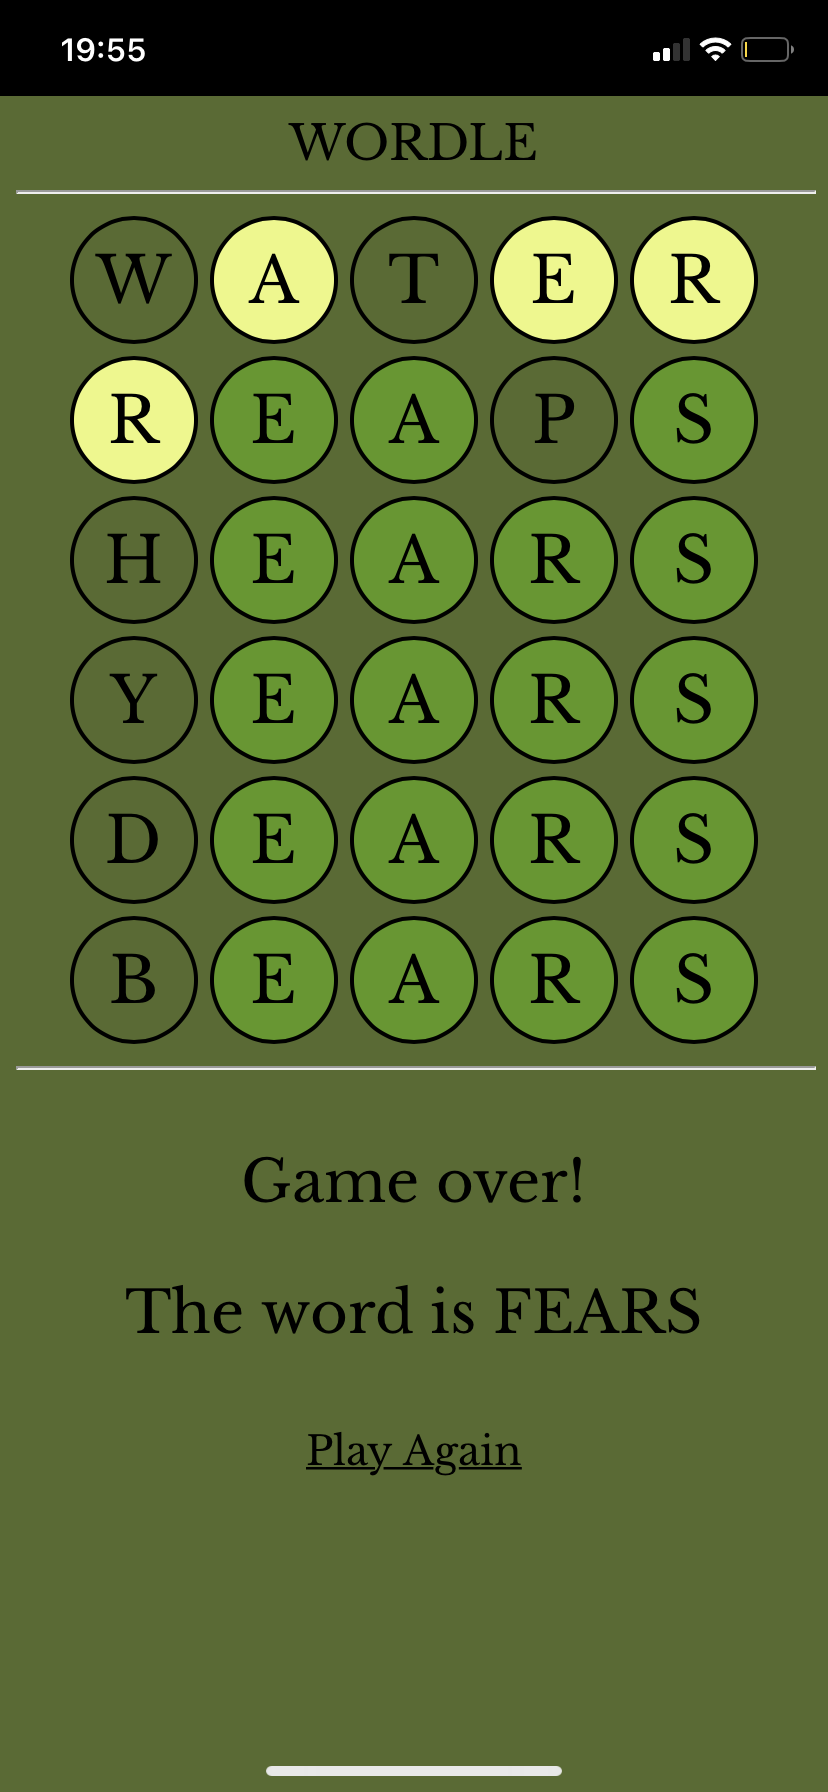 19:55
WORDLE
W A T E R
R E A P S
H E A R S
Y E A R S
D E A R S
B E A R S
Game over!
The word is FEARS
Play Again